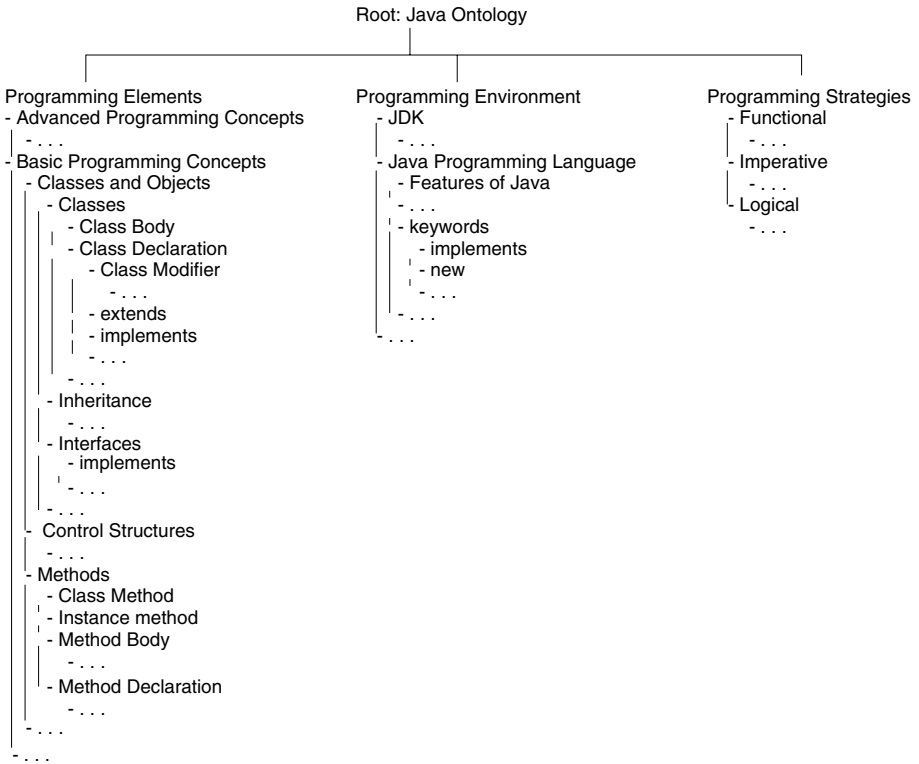 Root: Java Ontology
Programming Elements
- Advanced Programming Concepts
- . . .
- Basic Programming Concepts
- Classes and Objects
- Classes
- Class Body
- Class Declaration
- Class Modifier
- . . .
- extends
- implements
- . . .
- . . .
- Inheritance
- . . .
- Interfaces
- implements
- . . .
- . . .
- Control Structures
- . . .
- Methods
- Class Method
- Instance method
- Method Body
- . . .
- Method Declaration
- . . .
- . . .
- . . .
Programming Environment
- JDK
- . . .
- Java Programming Language
- Features of Java
- . . .
- keywords
- implements
- new
- . . .
- . . .
- . . .
Programming Strategies
- Functional
- . . .
- Imperative
- . . .
- Logical
- . . .